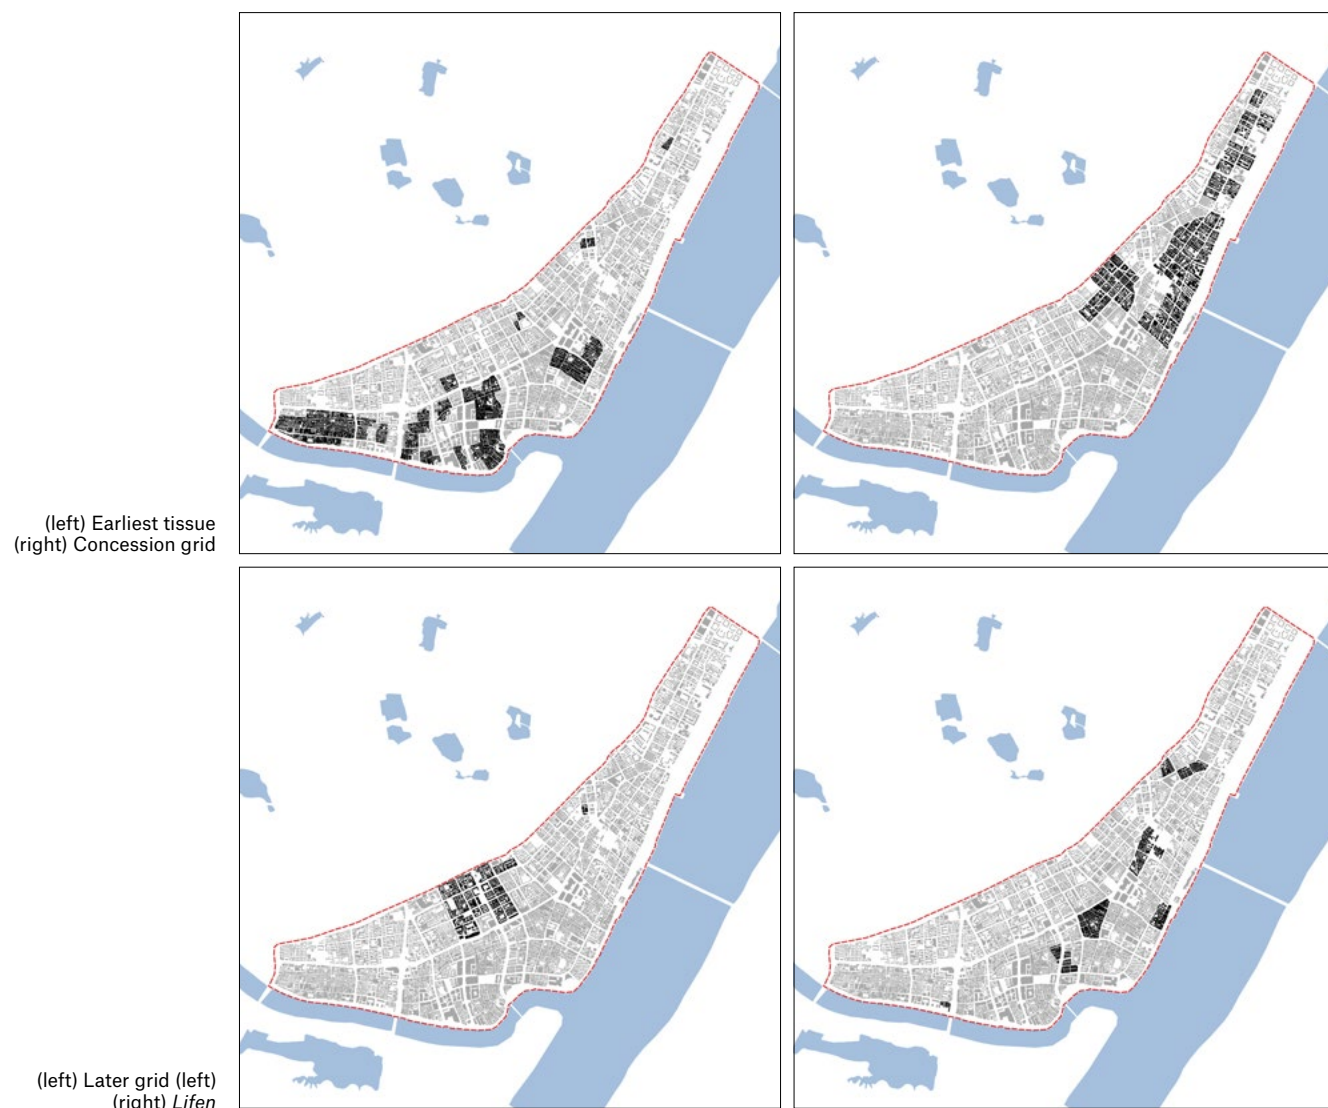 (left) Earliest tissue
(right) Concession grid
(left) Later grid (left)
(right) Lifen